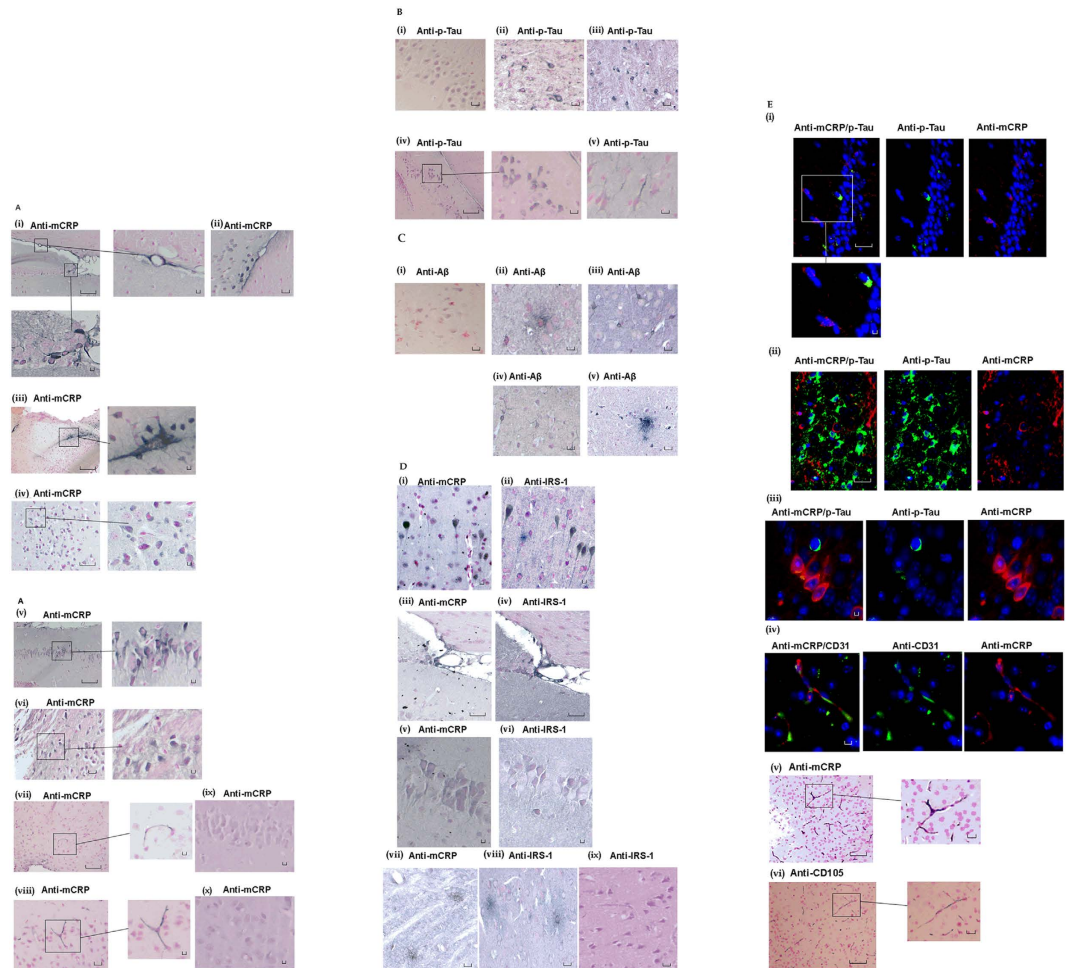 A
(i) Anti-mCRP
(ii) Anti-mCRP
(iii) Anti-mCRP
(iv) Anti-mCRP
A
(v) Anti-mCRP
(vi) Anti-mCRP
(vii) Anti-mCRP
(ix) Anti-mCRP
(viii) Anti-mCRP
(x) Anti-mCRP
B
(i) Anti-p-Tau
(ii) Anti-p-Tau
(iii) Anti-p-Tau
(iv) Anti-p-Tau
(v) Anti-p-Tau
C
(i) Anti-Aβ
(ii) Anti-Aβ
(iii) Anti-Aβ
(iv) Anti-Aβ
(v) Anti-Aβ
D
(i) Anti-mCRP
(ii) Anti-IRS-1
(iii) Anti-mCRP
(iv) Anti-IRS-1
(v) Anti-mCRP
(vi) Anti-IRS-1
(vii) Anti-mCRP
(viii) Anti-IRS-1
(ix) Anti-IRS-1
E
(i)
Anti-mCRP/p-Tau Anti-p-Tau Anti-mCRP
(ii)
Anti-mCRP/p-Tau Anti-p-Tau Anti-mCRP
(iii)
Anti-mCRP/p-Tau Anti-p-Tau Anti-mCRP
(iv)
Anti-mCRP/CD31 Anti-CD31 Anti-mCRP
(v) Anti-mCRP
(vi) Anti-CD105